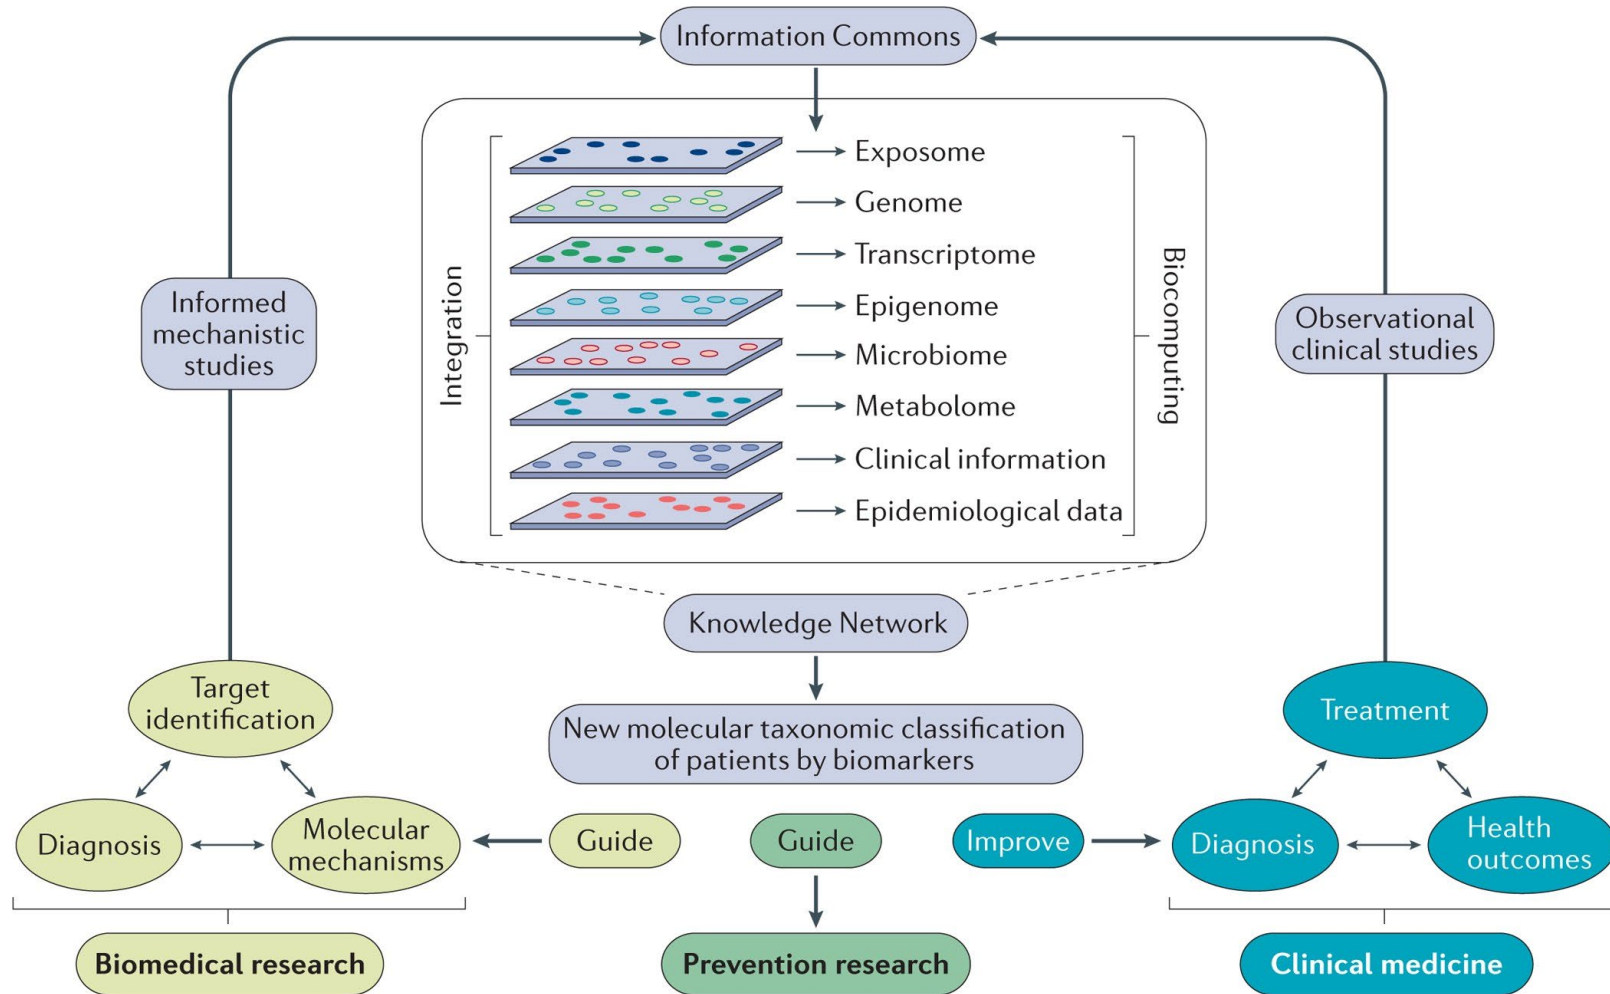 Information Commons
Integration
Exposome
Genome
Transcriptome
Epigenome
Microbiome
Metabolome
Clinical information
Epidemiological data
Biocomputing
Informed
mechanistic
studies
Observational
clinical studies
Knowledge Network
New molecular taxonomic classification
of patients by biomarkers
Target
identification
Diagnosis
Molecular
mechanisms
Guide
Guide
Improve
Treatment
Diagnosis
Health
outcomes
Biomedical research
Prevention research
Clinical medicine